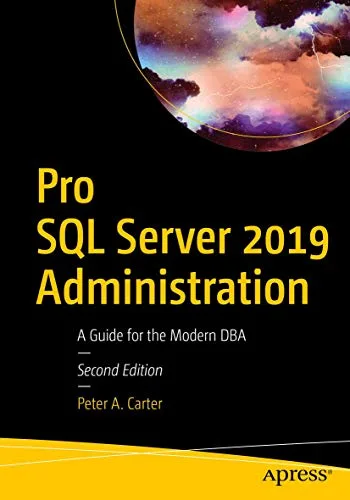 Pro
SQL Server 2019
Administration
A Guide for the Modern DBA
Second Edition
Peter A. Carter
Apress®